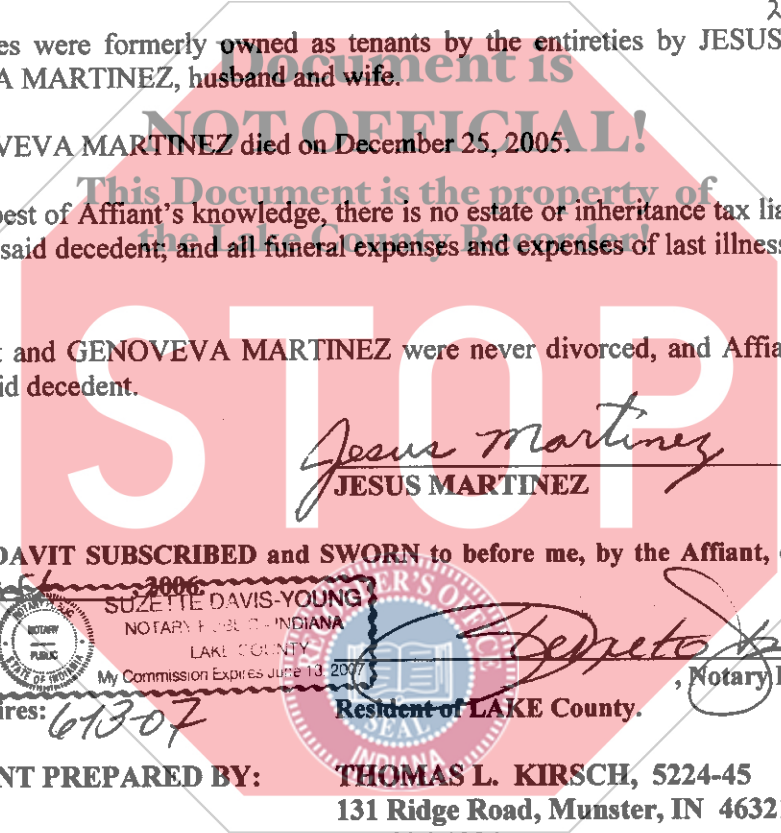 es were formerly owned as tenants by the entireties by JESUS
A MARTINEZ, husband and wife.
Document is
NOT OFFICIAL!
VEVA MARTINEZ died on December 25, 2005.
This Document is the property of
the Lake County Recorder!
best of Affiant's knowledge, there is no estate or inheritance tax lia
said decedent; and all funeral expenses and expenses of last illness
STOP
t and GENOVEVA MARTINEZ were never divorced, and Affia
id decedent.
Jesus Martinez
JESUS MARTINEZ
DAVIT SUBSCRIBED and SWORN to before me, by the Affiant,
, 2006.
SUZETTE DAVIS-YOUNG
NOTARY PUBLIC INDIANA
LAKE COUNTY
My Commission Expires June 13, 2007
NOTARY PUBLIC
NOTARY
PUBLIC
STATE OF INDIANA
SEAL
INDIANA
, Notary
ires: 6-13-07
Resident of LAKE County.
NT PREPARED BY: THOMAS L. KIRSCH, 5224-45
131 Ridge Road, Munster, IN 4632